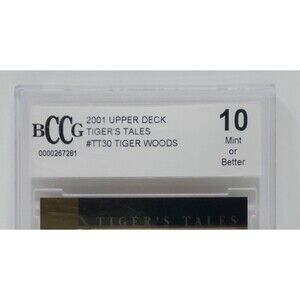 2001 UPPER DECK
BCCG TIGER'S TALES 10
0000267281 #TT30 TIGER WOODS Mint
or
Better
TIGER'S TALES